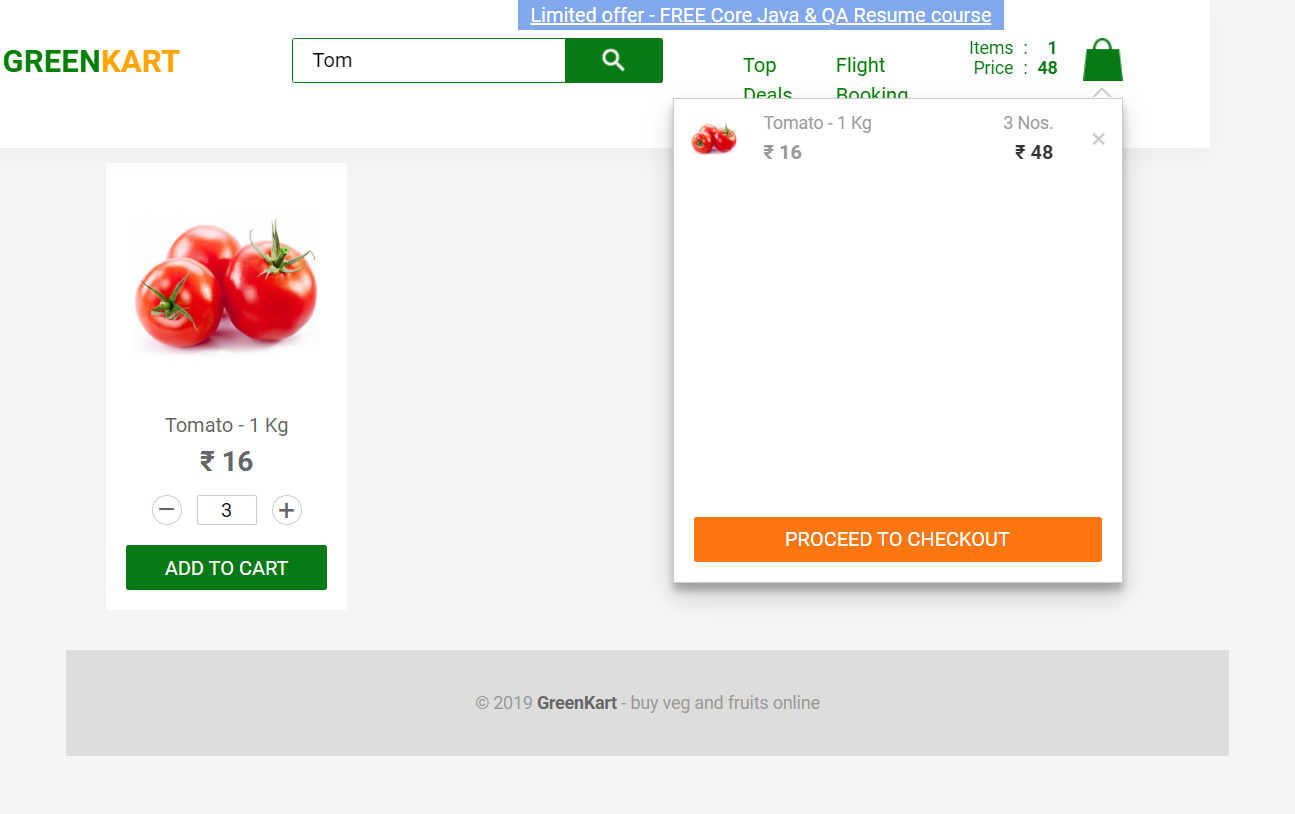 Limited offer - FREE Core Java & QA Resume course
GREENKART
Tom
Top Deals
Flight Booking
Items : 1
Price : 48
Tomato - 1 Kg 3 Nos. ×
₹ 16 ₹ 48
PROCEED TO CHECKOUT
Tomato - 1 Kg
₹ 16
− 3 +
ADD TO CART
© 2019 GreenKart - buy veg and fruits online